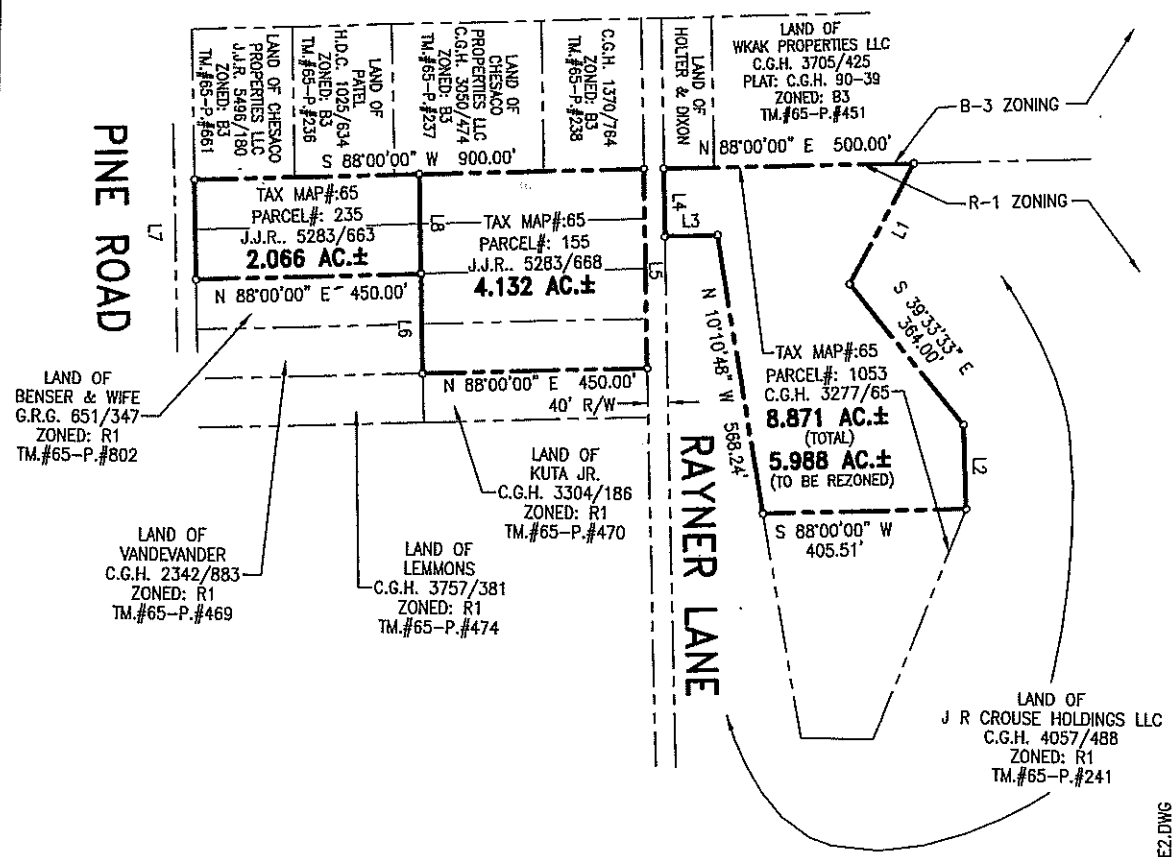 LAND OF CHESACO
PROPERTIES LLC
J.J.R. 5496/180
ZONED: B3
TM.#65-P.#661
LAND OF
PATEL
H.D.C. 1025/634
ZONED: B3
TM.#65-P.#236
LAND OF
CHESACO
PROPERTIES LLC
C.G.H. 3050/474
ZONED: B3
TM.#65-P.#237
C.G.H. 1370/764
ZONED: B3
TM.#65-P.#238
LAND OF
HOLTER & DIXON
LAND OF
WKAK PROPERTIES LLC
C.G.H. 3705/425
PLAT: C.G.H. 90-39
ZONED: B3
TM.#65-P.#451
B-3 ZONING
N 88°00'00" E 500.00'
R-1 ZONING
S 88°00'00" W 900.00'
PINE ROAD
L7
TAX MAP#:65
PARCEL#: 235
J.J.R.. 5283/663
2.066 AC.±
N 88°00'00" E 450.00'
L8
L6
TAX MAP#:65
PARCEL#: 155
J.J.R.. 5283/668
4.132 AC.±
L5
L4
L3
L1
S 39°33'33" E
364.00'
N 10°10'48" W 568.24'
TAX MAP#:65
PARCEL#: 1053
C.G.H. 3277/65
8.871 AC.±
(TOTAL)
5.988 AC.±
(TO BE REZONED)
L2
S 88°00'00" W
405.51'
N 88°00'00" E 450.00'
40' R/W
RAYNER LANE
LAND OF
BENSER & WIFE
G.R.G. 651/347
ZONED: R1
TM.#65-P.#802
LAND OF
KUTA JR.
C.G.H. 3304/186
ZONED: R1
TM.#65-P.#470
LAND OF
VANDEVANDER
C.G.H. 2342/883
ZONED: R1
TM.#65-P.#469
LAND OF
LEMMONS
C.G.H. 3757/381
ZONED: R1
TM.#65-P.#474
LAND OF
J R CROUSE HOLDINGS LLC
C.G.H. 4057/488
ZONED: R1
TM.#65-P.#241
E2.DWG